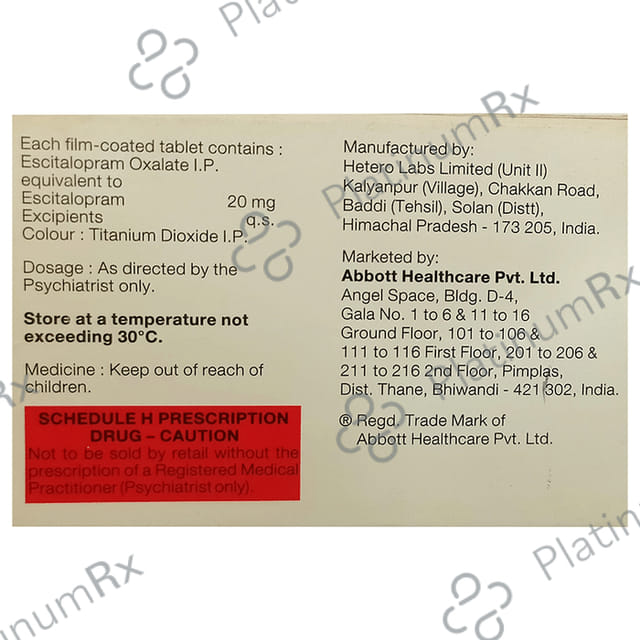 PlatinumRx
Each film-coated tablet contains :
Escitalopram Oxalate I.P.
equivalent to
Escitalopram 20 mg
Excipients q.s.
Colour : Titanium Dioxide I.P.
Dosage : As directed by the
Psychiatrist only.
Store at a temperature not
exceeding 30°C.
Medicine : Keep out of reach of
children.
SCHEDULE H PRESCRIPTION
DRUG – CAUTION
Not to be sold by retail without the
prescription of a Registered Medical
Practitioner (Psychiatrist only).
Manufactured by:
Hetero Labs Limited (Unit II)
Kalyanpur (Village), Chakkan Road,
Baddi (Tehsil), Solan (Distt),
Himachal Pradesh - 173 205, India.
Marketed by:
Abbott Healthcare Pvt. Ltd.
Angel Space, Bldg. D-4,
Gala No. 1 to 6 & 11 to 16
Ground Floor, 101 to 106 &
111 to 116 First Floor, 201 to 206 &
211 to 216 2nd Floor, Pimplas,
Dist. Thane, Bhiwandi - 421 302, India.
® Regd. Trade Mark of
Abbott Healthcare Pvt. Ltd.
PlatinumRx
PlatinumRx
PlatinumRx
PlatinumRx